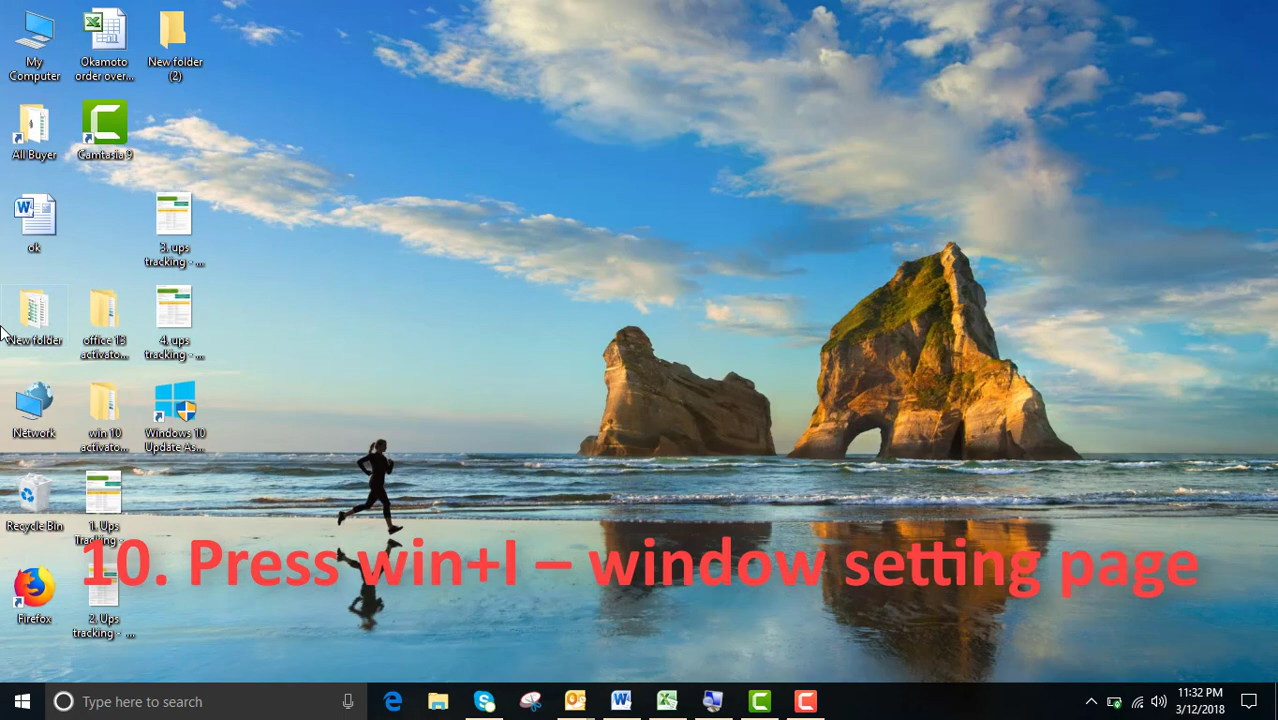 My
Computer
Okamoto
order over...
New folder
(2)
All Buyer
Camtasia 9
ok
3. ups
tracking - ...
New folder
office 13
activato...
4. ups
tracking - ...
Network
win 10
activato...
Windows 10
Update As...
Recycle Bin
1. Ups
Tracking - ...
10. Press win+I – window setting page
Firefox
2. Ups
tracking - ...
Type here to search
11:32 PM
3/12/2018